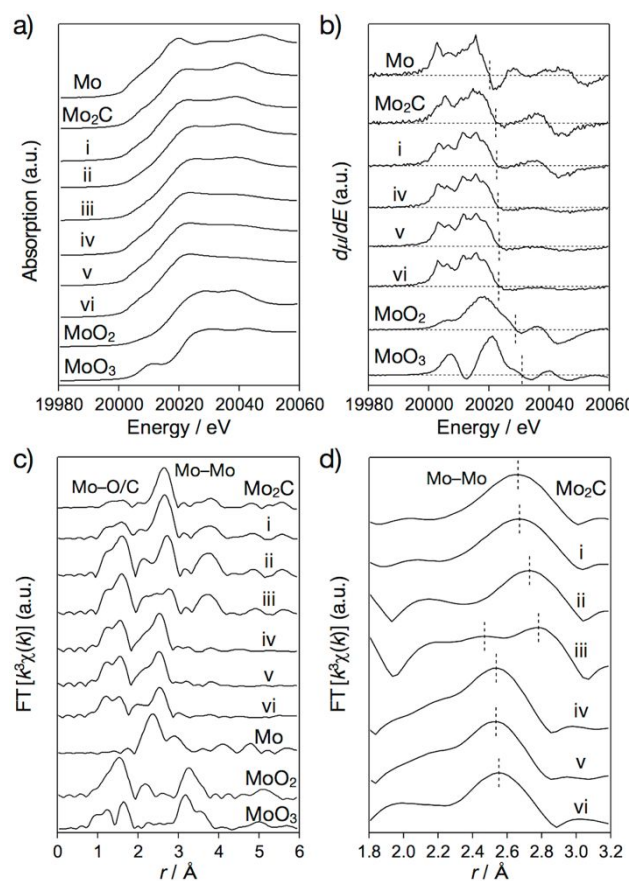 a)
Absorption (a.u.)
Mo
Mo₂C
i
ii
iii
iv
v
vi
MoO₂
MoO₃
19980 20000 20020 20040 20060
Energy / eV
b)
dμ/dE (a.u.)
Mo
Mo₂C
i
iv
v
vi
MoO₂
MoO₃
19980 20000 20020 20040 20060
Energy / eV
c)
FT[k³χ(k)] (a.u.)
Mo–O/C
Mo–Mo
Mo₂C
i
ii
iii
iv
v
vi
Mo
MoO₂
MoO₃
0 1 2 3 4 5 6
r / Å
d)
FT[k³χ(k)] (a.u.)
Mo–Mo
Mo₂C
i
ii
iii
iv
v
vi
1.8 2.0 2.2 2.4 2.6 2.8 3.0 3.2
r / Å